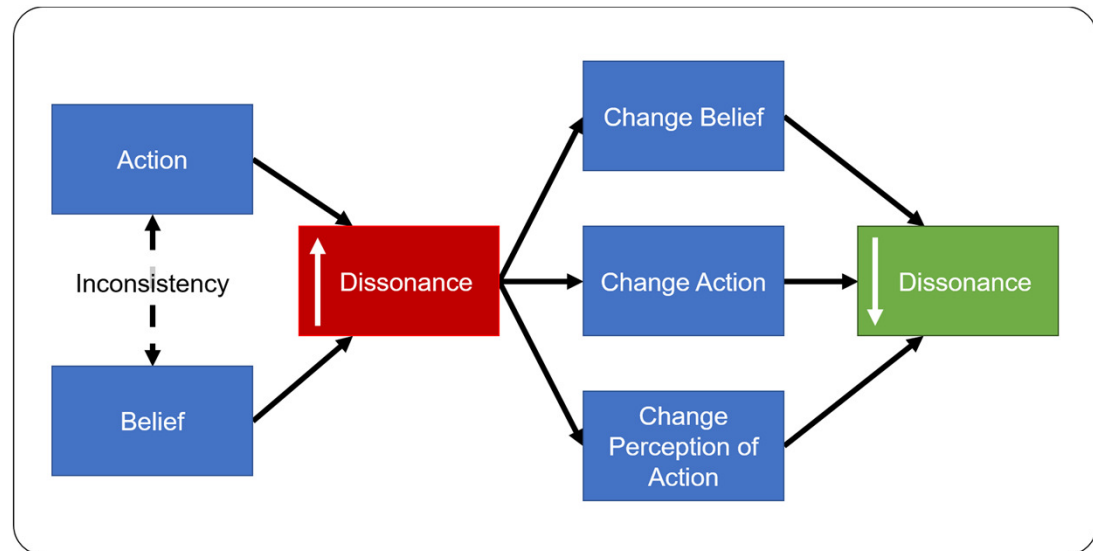 Action
Inconsistency
Belief
Dissonance
Change Belief
Change Action
Change
Perception of
Action
Dissonance